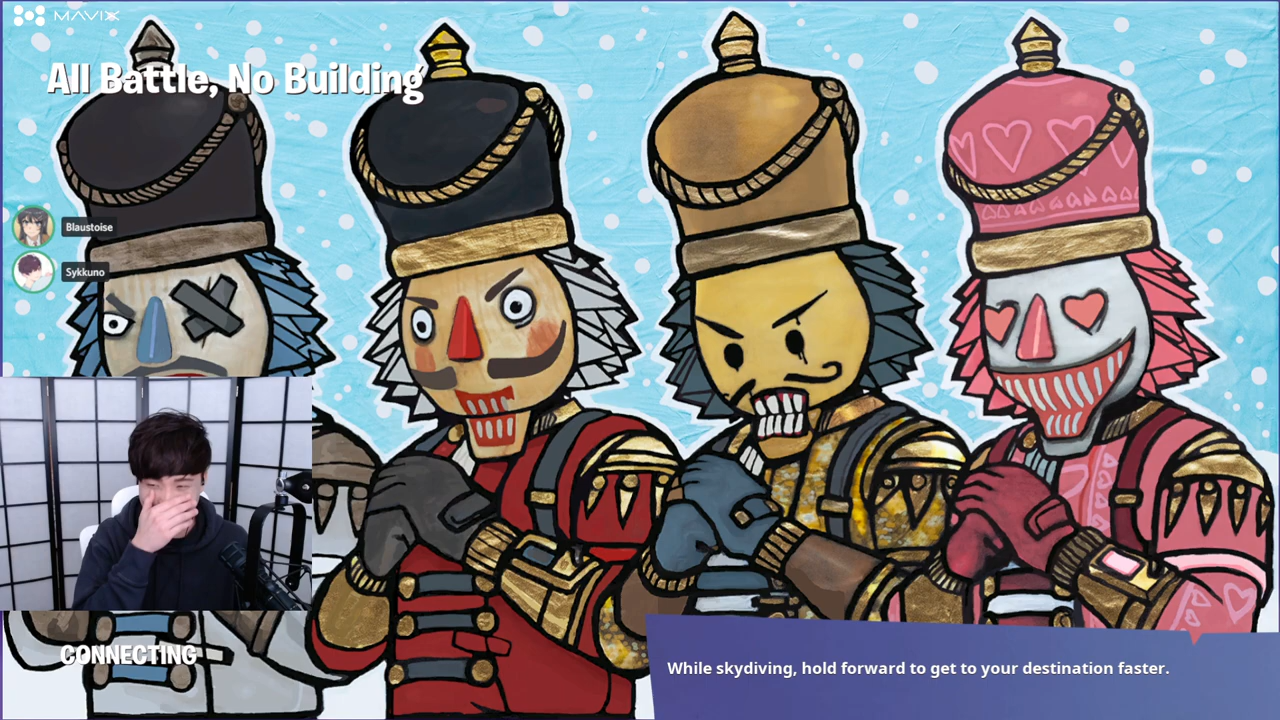 MAVIX
All Battle, No Building
Blaustoise
Sykkuno
CONNECTING
While skydiving, hold forward to get to your destination faster.